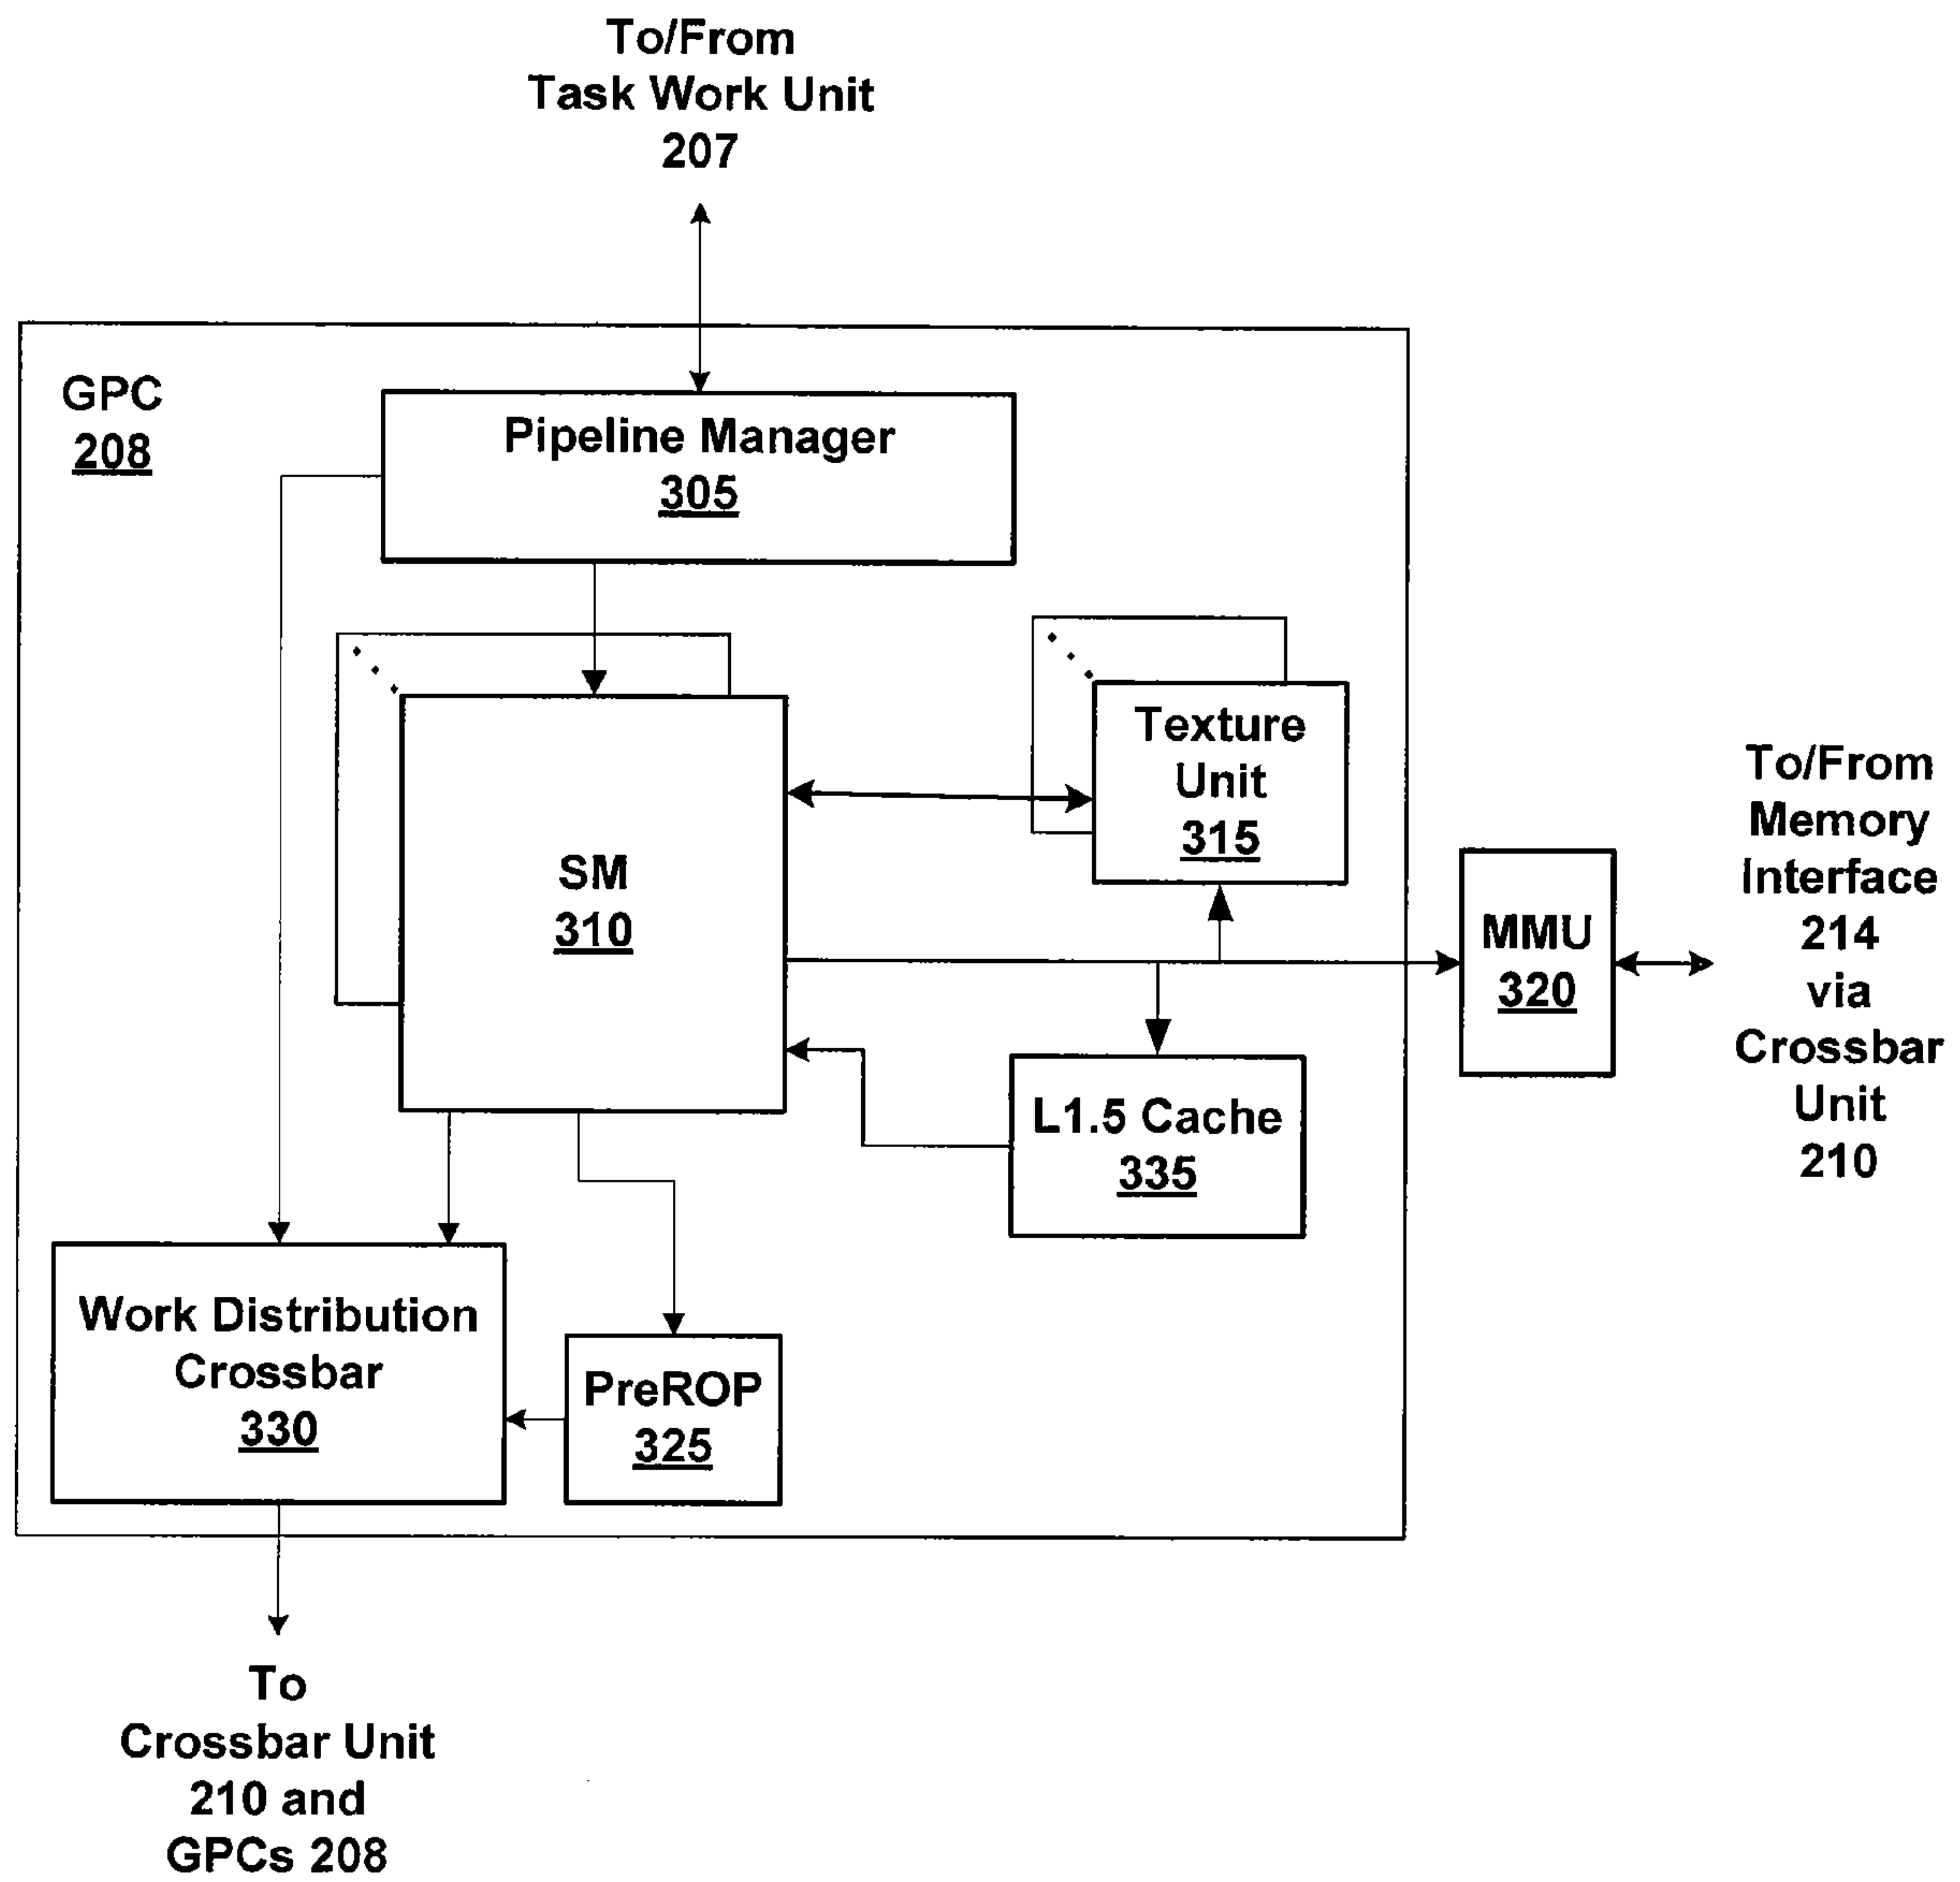 To/From
Task Work Unit
207
GPC
208
Pipeline Manager
305
Texture
Unit
315
SM
310
To/From
Memory
Interface
214
via
Crossbar
Unit
210
MMU
320
L1.5 Cache
335
Work Distribution
Crossbar
330
PreROP
325
To
Crossbar Unit
210 and
GPCs 208